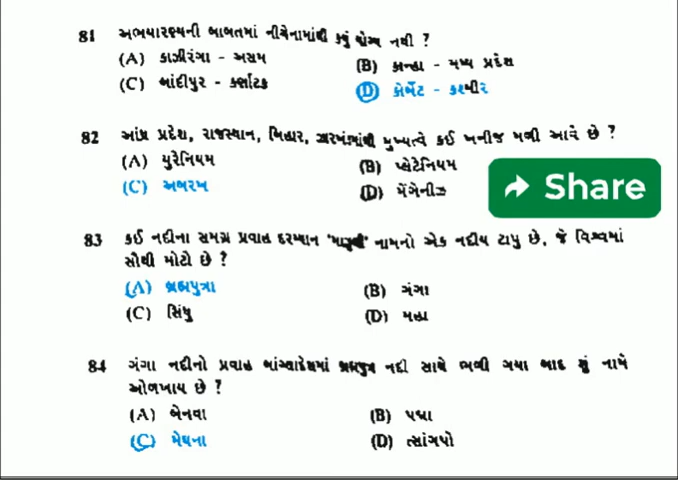 81 અભયારણ્યની બાબતમાં નીચેનામાંથી કયું યોગ્ય નથી ?
(A) કાઝીરંગા - અસમ
(B) કાન્હા - મધ્ય પ્રદેશ
(C) બાંદીપુર - કર્ણાટક
(D) કોર્બેટ - કશ્મીર
82 આંધ્ર પ્રદેશ, રાજસ્થાન, બિહાર, ઝારખંડમાંથી મુખ્યત્વે કઈ ખનીજ મળી આવે છે ?
(A) યુરેનિયમ
(B) પ્લેટેનિયમ
(C) અબરખ
(D) મેંગેનીઝ
Share
83 કઈ નદીના સમગ્ર પ્રવાહ દરમ્યાન 'માજુલી' નામનો એક નદીય ટાપુ છે, જે વિશ્વમાં
સૌથી મોટો છે ?
(A) બ્રહ્મપુત્રા
(B) ગંગા
(C) સિંધુ
(D) મહા
84 ગંગા નદીનો પ્રવાહ બાંગ્લાદેશમાં બ્રહ્મપુત્ર નદી સાથે ભળી ગયા બાદ શું નામે
ઓળખાય છે ?
(A) બેનવા
(B) પદ્મા
(C) મેઘના
(D) ત્સાંગપો